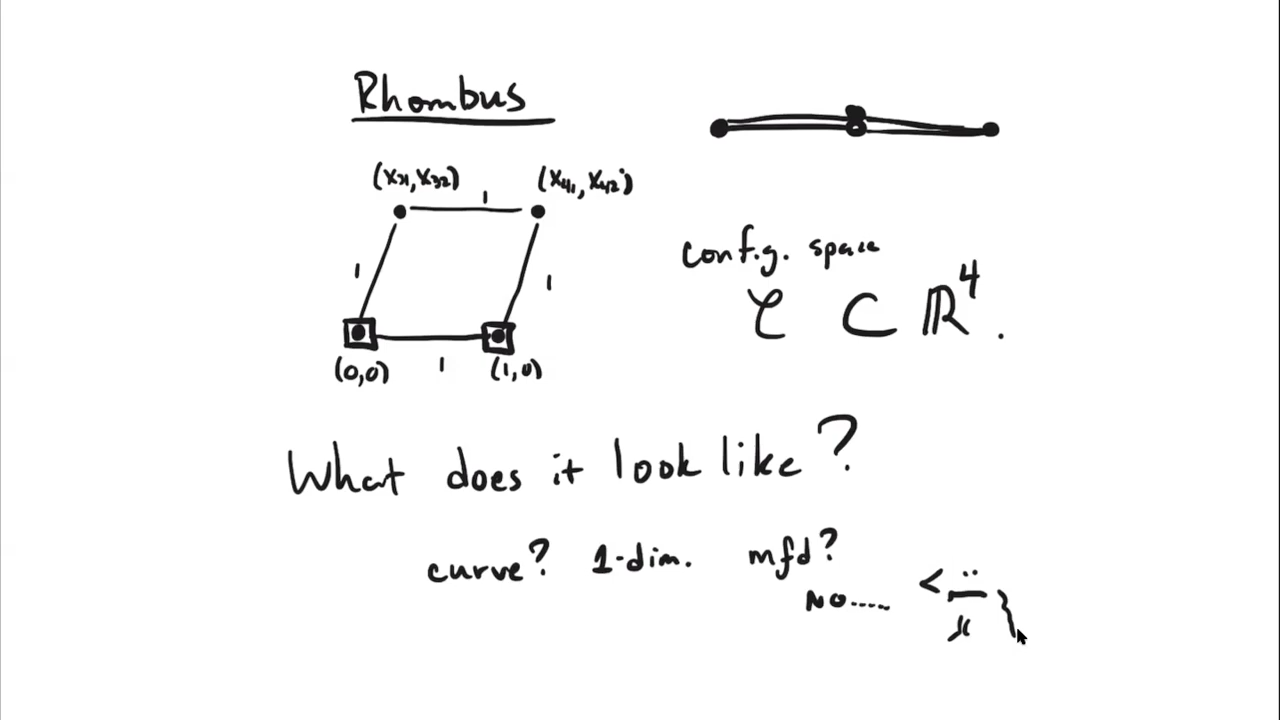 Rhombus
(x31,x32) (x41,x42)
1
1 1
(0,0) 1 (1,0)
config. space
C ⊂ ℝ^4.
What does it look like?
curve? 1-dim. mfd?
No.....